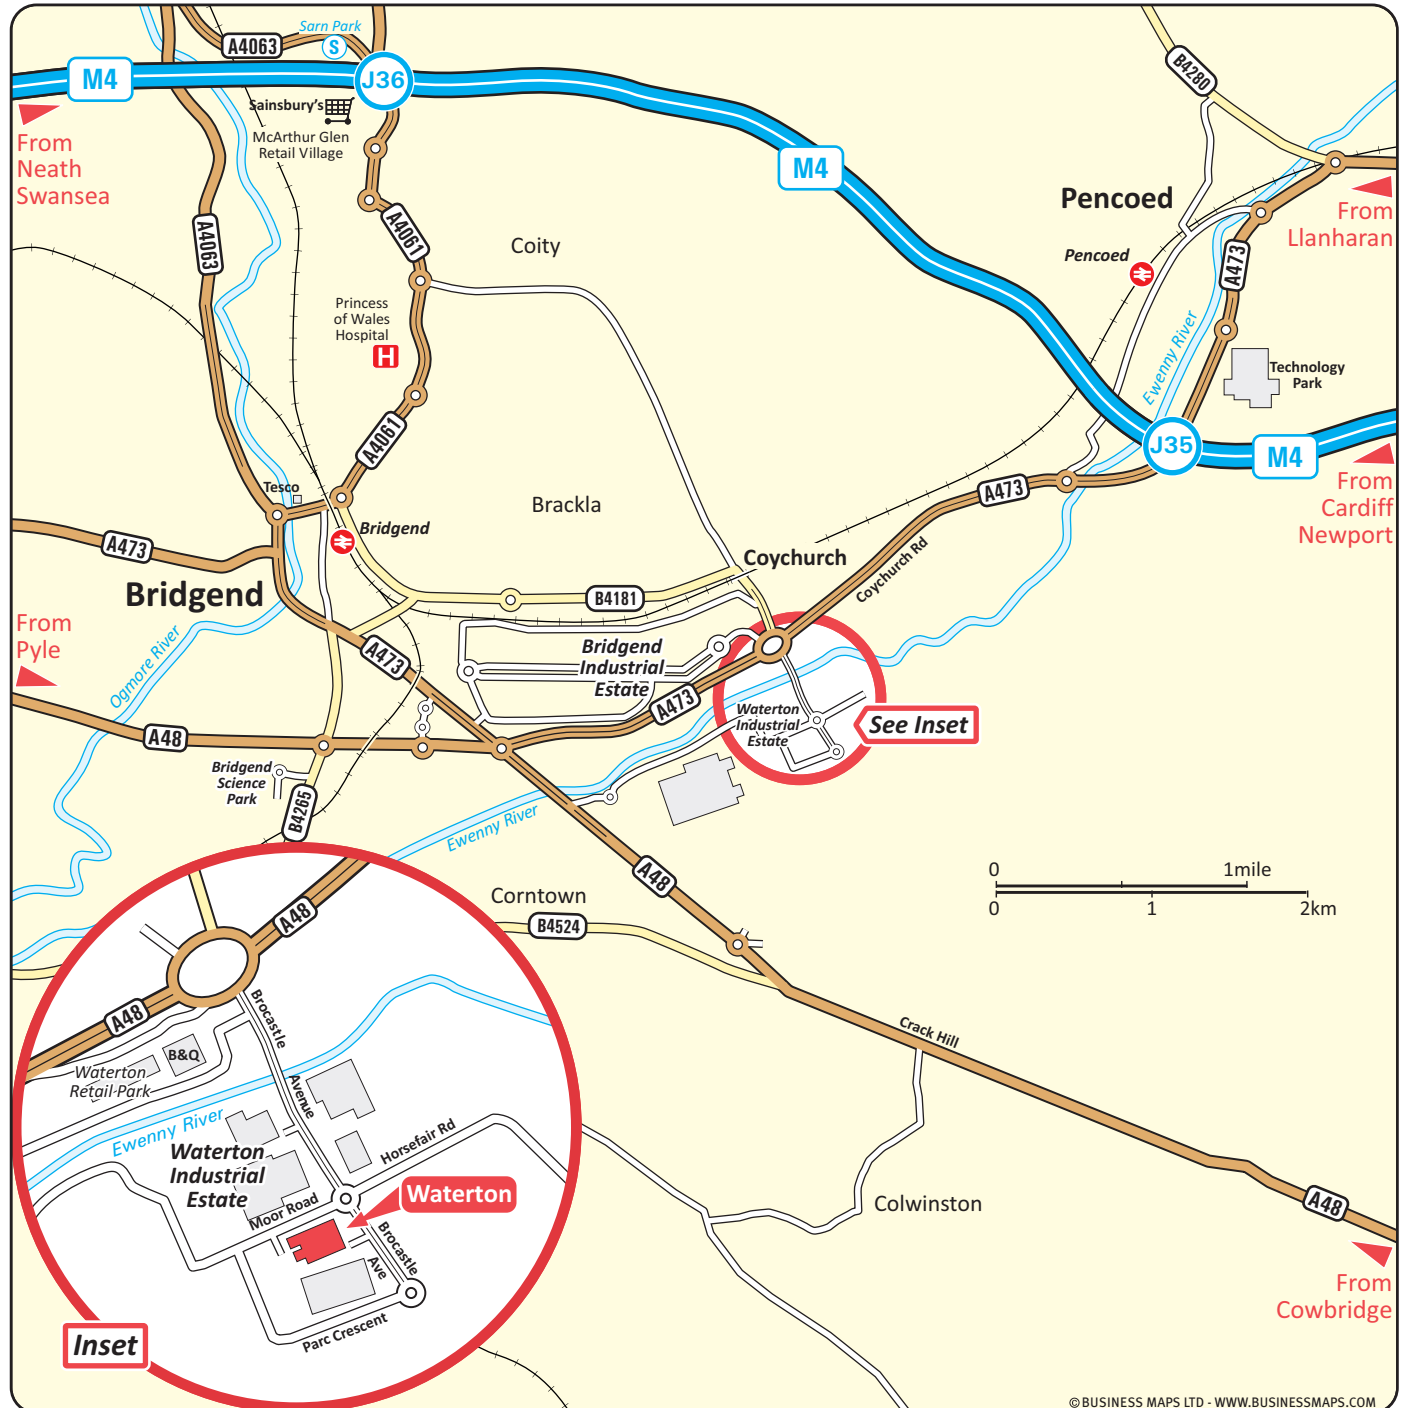 Sarn Park
S
A4063
M4
J36
B4280
Sainsbury's
McArthur Glen
Retail Village
From
Neath
Swansea
M4
Pencoed
From
Llanharan
A4063
A4061
Coity
Pencoed
A473
Princess
of Wales
Hospital
H
Ewenny River
Technology
Park
A4061
J35
M4
Tesco
Brackla
A473
From
Cardiff
Newport
Bridgend
A473
Coychurch
Coychurch Rd
Bridgend
B4181
From
Pyle
Ogmore River
A473
Bridgend
Industrial
Estate
A473
Waterton
Industrial
Estate
See Inset
A48
Bridgend
Science
Park
B4265
Ewenny River
A48
0
1mile
0
1
2km
Corntown
B4524
A48
A48
Brocastle
Avenue
B&Q
Waterton
Retail Park
Crack Hill
Ewenny River
Waterton
Industrial
Estate
Horsefair Rd
Waterton
Moor Road
Brocastle
Ave
Parc Crescent
Inset
Colwinston
A48
From
Cowbridge
© BUSINESS MAPS LTD - WWW.BUSINESSMAPS.COM